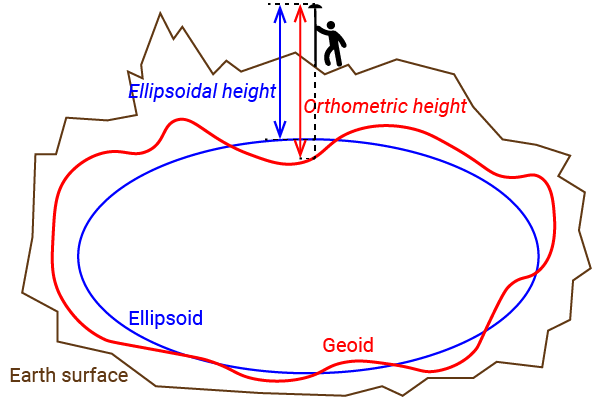 Ellipsoidal height
Orthometric height
Ellipsoid
Geoid
Earth surface